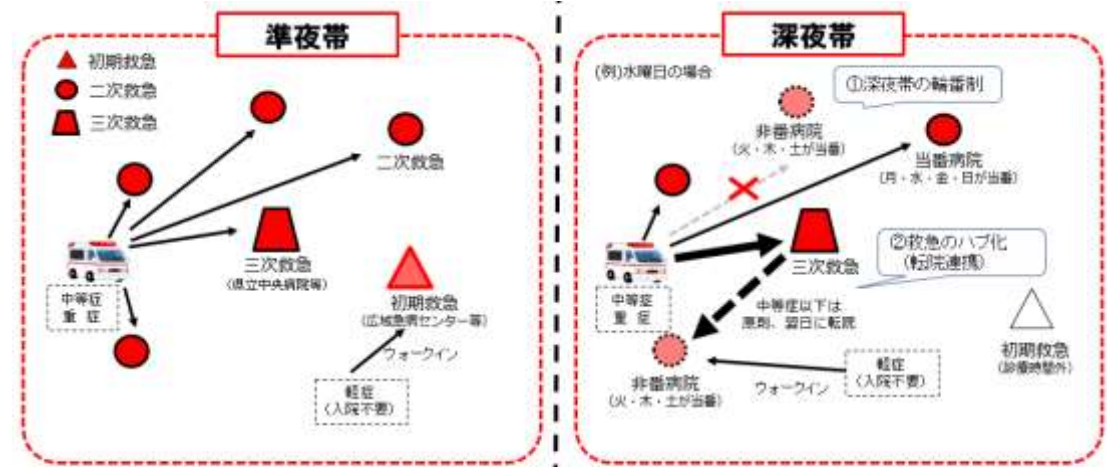 準夜帯
初期救急
二次救急
三次救急
二次救急
三次救急
(県立中央病院等)
初期救急
(広域急病センター等)
ウォークイン
中等症
重 症
軽症
(入院不要)
深夜帯
(例)水曜日の場合
①深夜帯の輪番制
非番病院
(火・木・土が当番)
当番病院
(月・水・金・日が当番)
三次救急
②救急のハブ化
(転院連携)
中等症
重 症
中等症以下は
原則、翌日に転院
初期救急
(診療時間外)
非番病院
(火・木・土が当番)
ウォークイン
軽症
(入院不要)